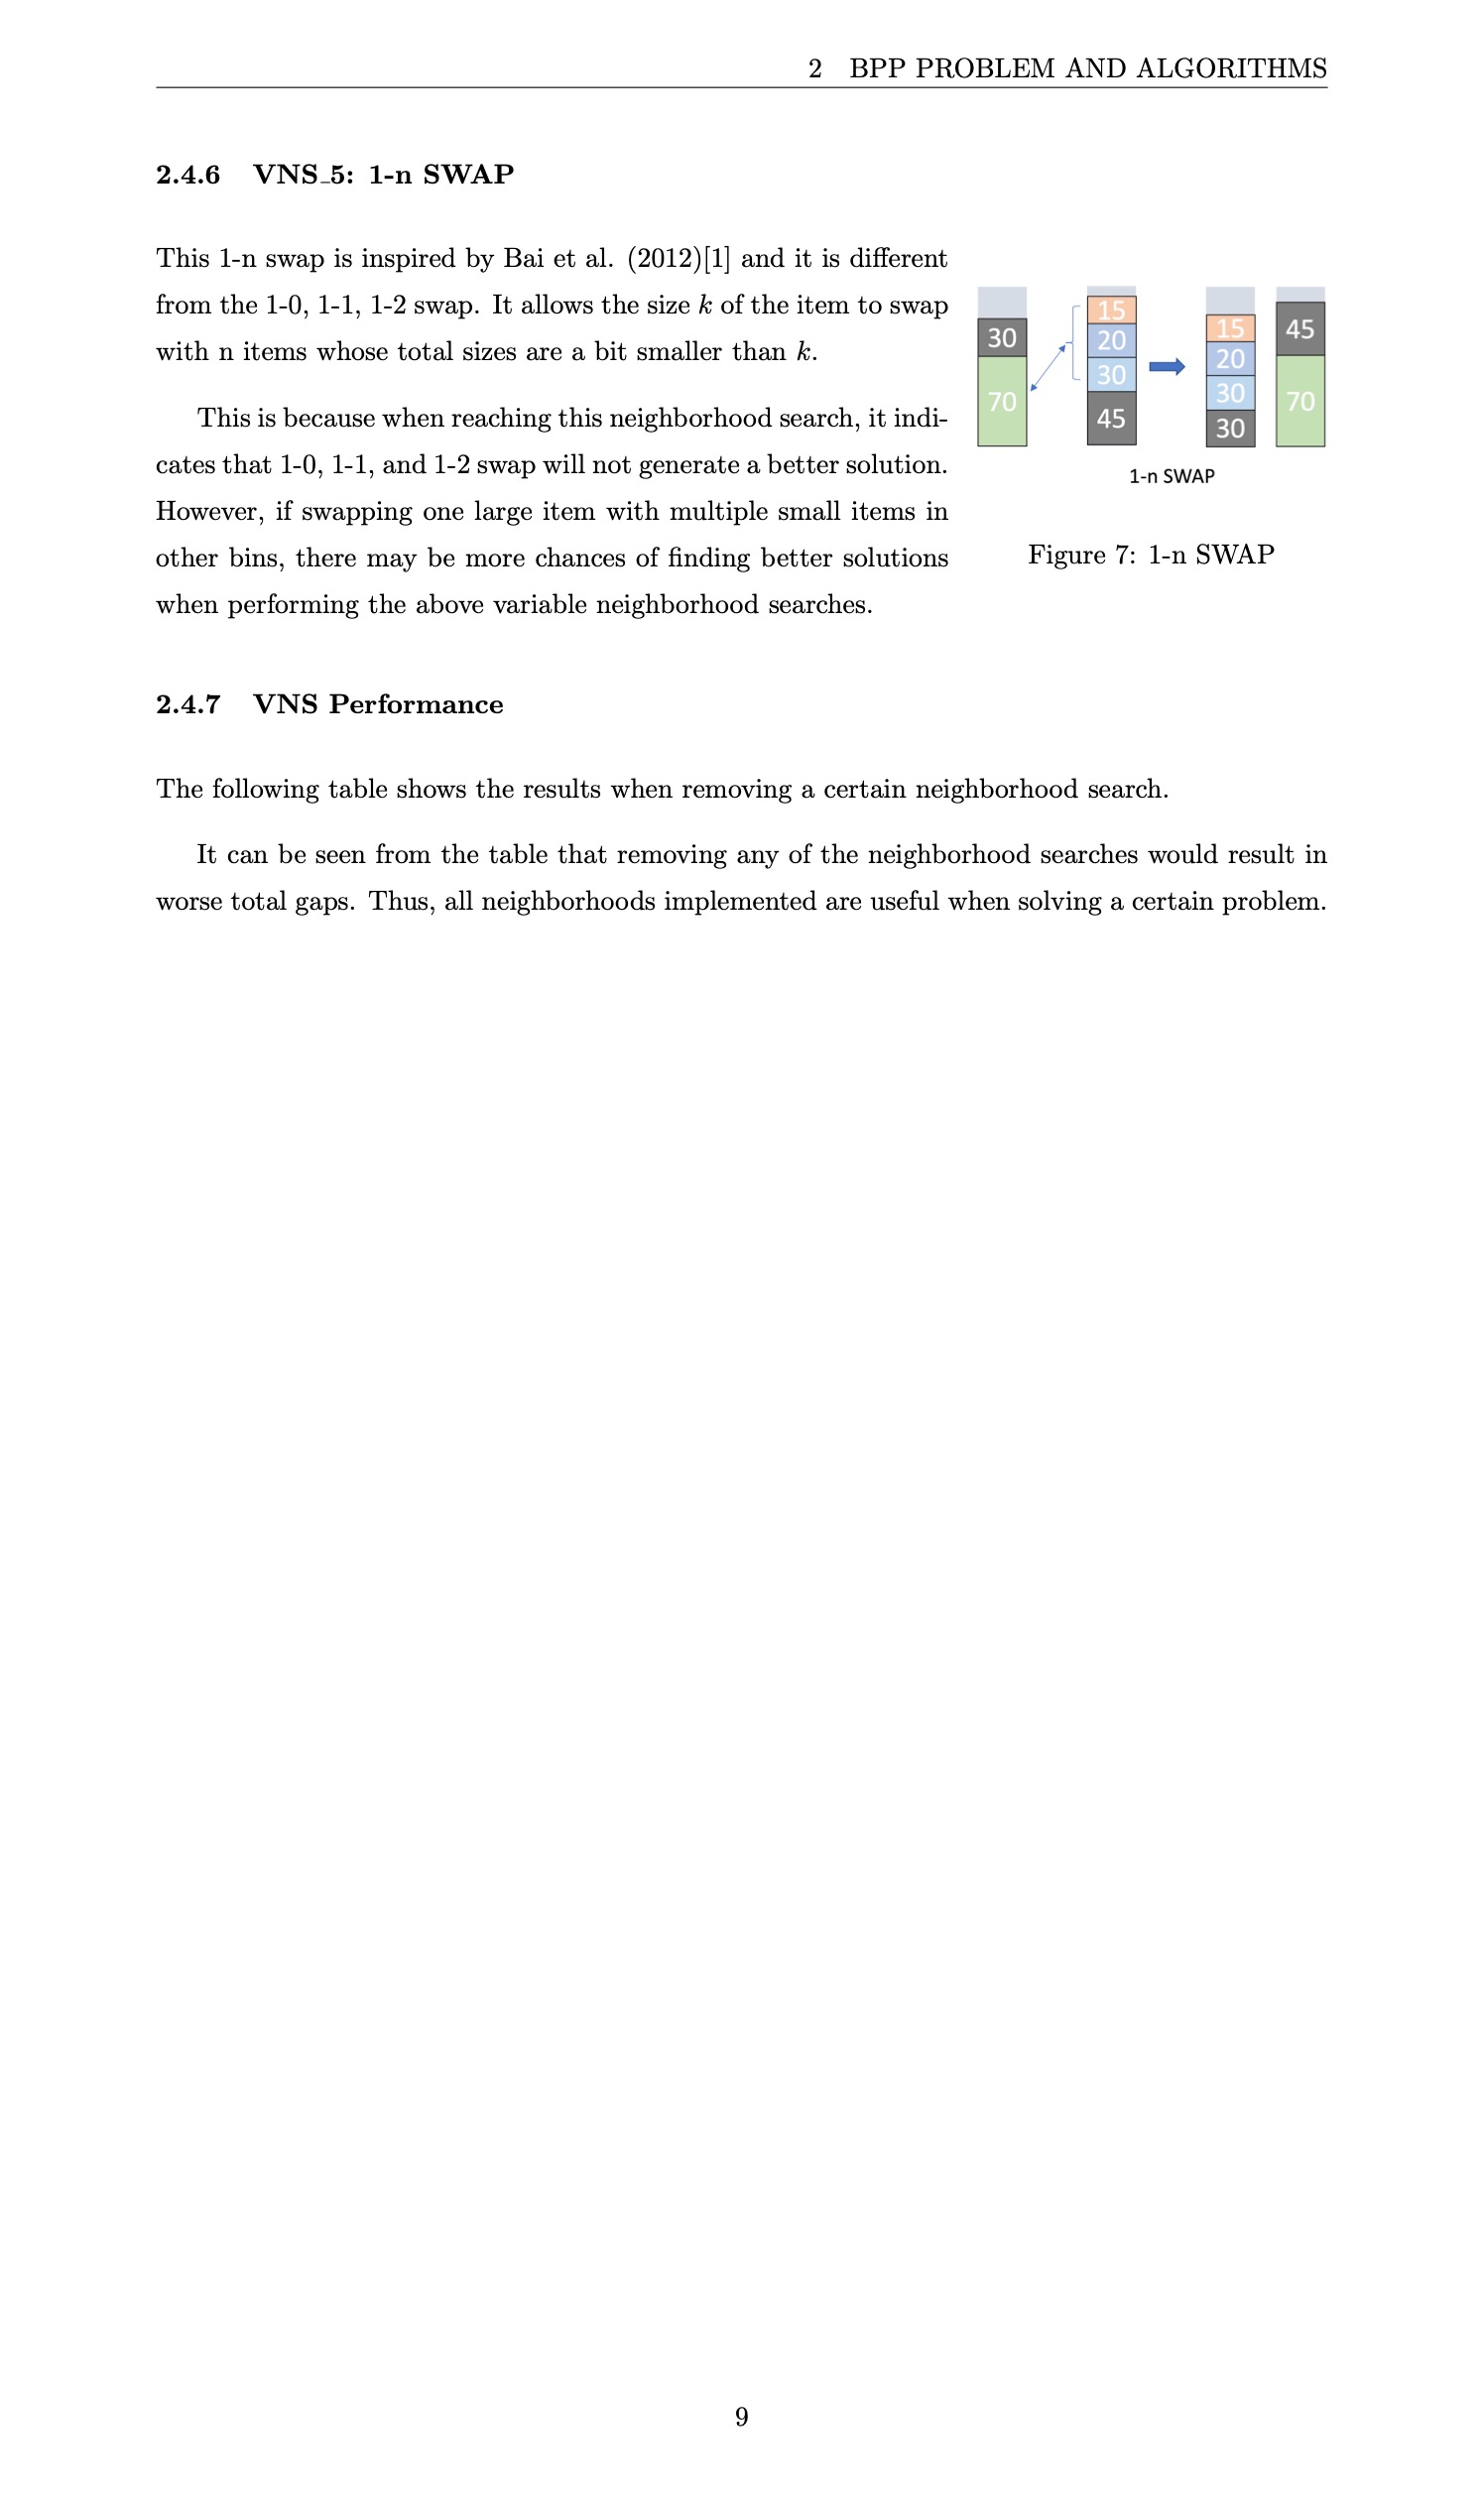 2 BPP PROBLEM AND ALGORITHMS
2.4.6 VNS_5: 1-n SWAP
This 1-n swap is inspired by Bai et al. (2012)[1] and it is different
from the 1-0, 1-1, 1-2 swap. It allows the size k of the item to swap
with n items whose total sizes are a bit smaller than k.
This is because when reaching this neighborhood search, it indi-
cates that 1-0, 1-1, and 1-2 swap will not generate a better solution.
However, if swapping one large item with multiple small items in
other bins, there may be more chances of finding better solutions
when performing the above variable neighborhood searches.
30
70
15
20
30
45
15
20
30
30
45
70
1-n SWAP
Figure 7: 1-n SWAP
2.4.7 VNS Performance
The following table shows the results when removing a certain neighborhood search.
It can be seen from the table that removing any of the neighborhood searches would result in
worse total gaps. Thus, all neighborhoods implemented are useful when solving a certain problem.
9